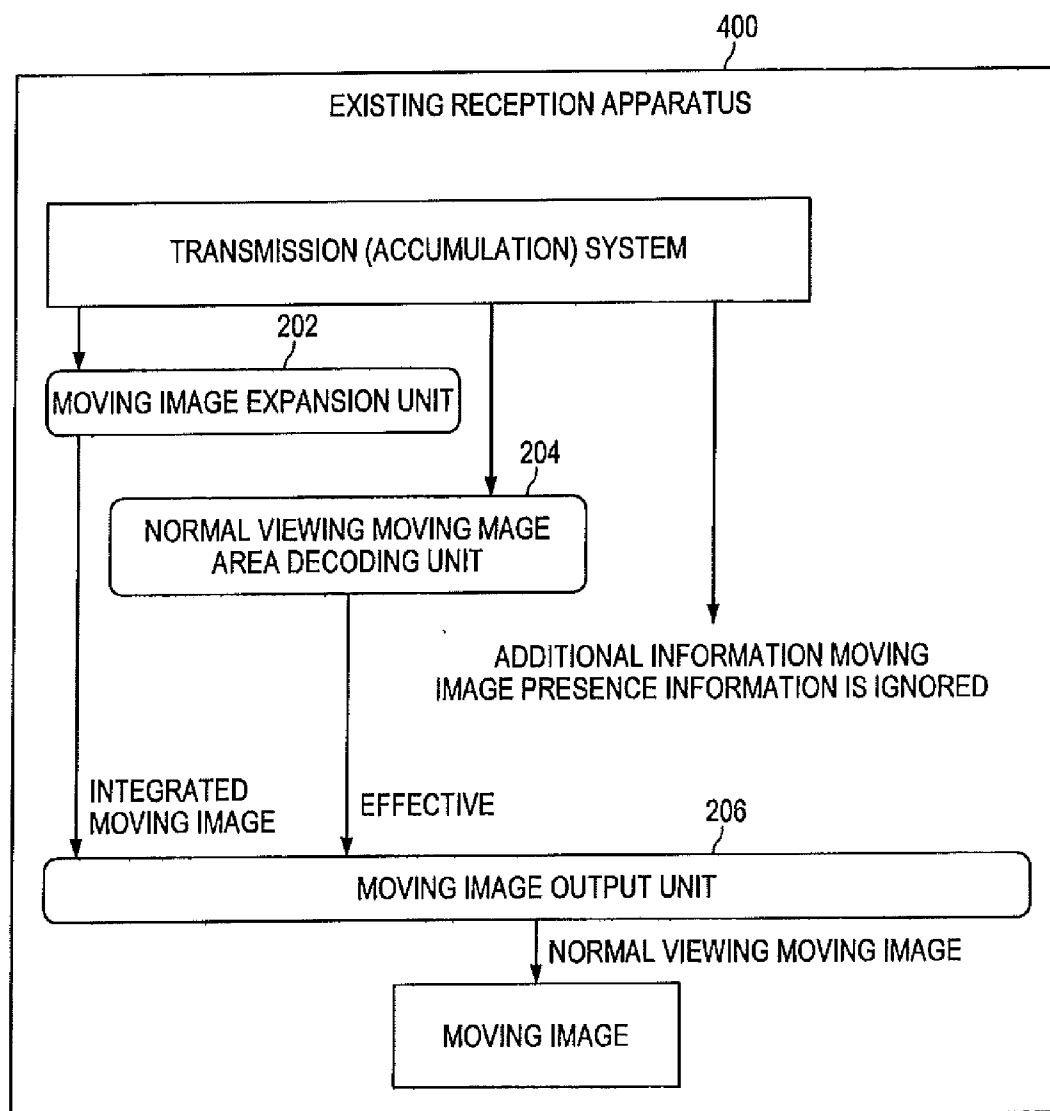 400
EXISTING RECEPTION APPARATUS
TRANSMISSION (ACCUMULATION) SYSTEM
202
MOVING IMAGE EXPANSION UNIT
204
NORMAL VIEWING MOVING MAGE
AREA DECODING UNIT
ADDITIONAL INFORMATION MOVING
IMAGE PRESENCE INFORMATION IS IGNORED
INTEGRATED
MOVING IMAGE
EFFECTIVE
206
MOVING IMAGE OUTPUT UNIT
NORMAL VIEWING MOVING IMAGE
MOVING IMAGE